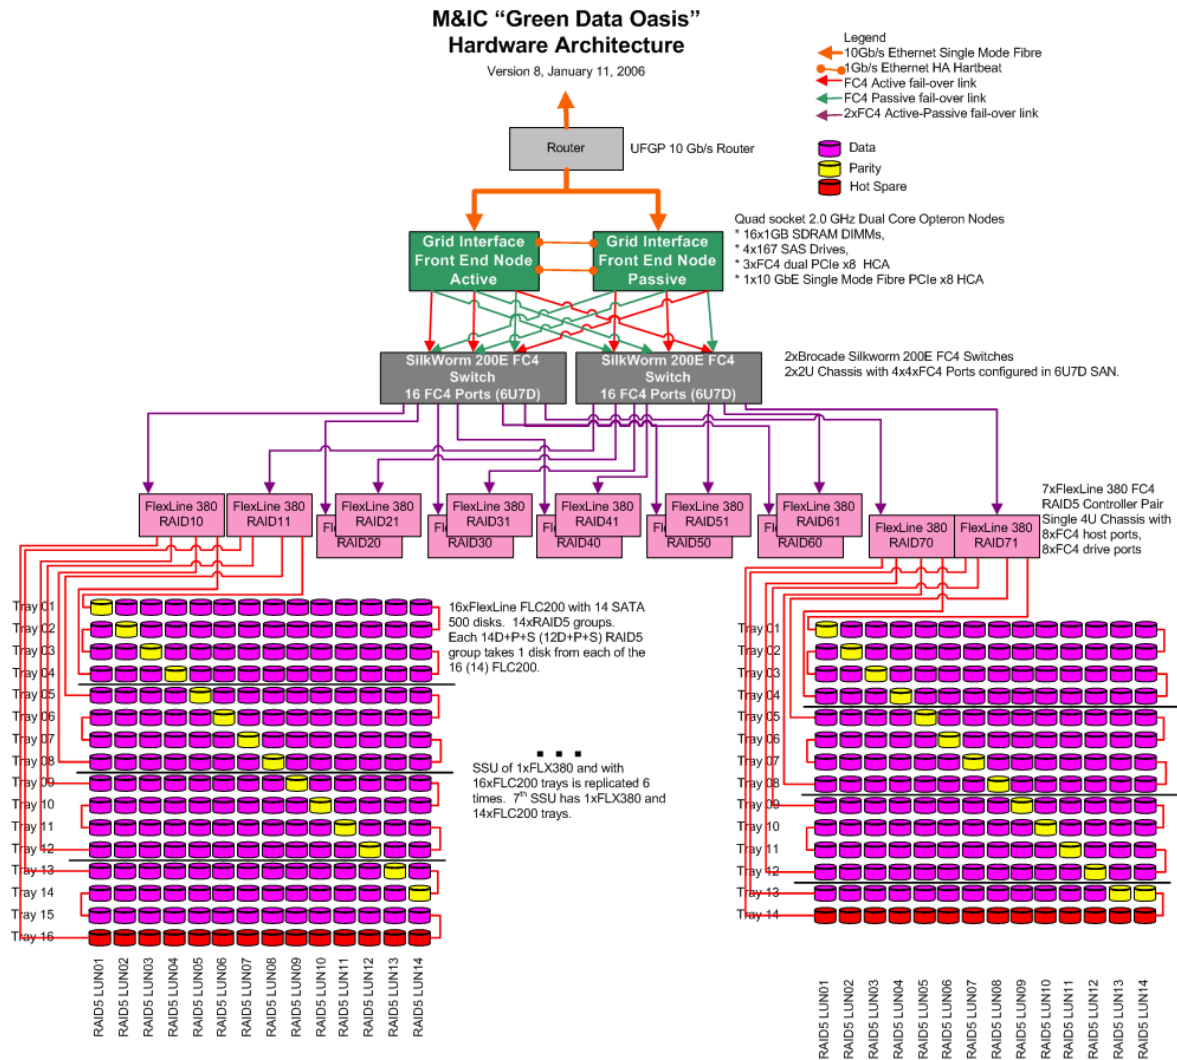 M&IC “Green Data Oasis”
Hardware Architecture
Version 8, January 11, 2006
Legend
10Gb/s Ethernet Single Mode Fibre
1Gb/s Ethernet HA Hartbeat
FC4 Active fail-over link
FC4 Passive fail-over link
2xFC4 Active-Passive fail-over link
Data
Parity
Hot Spare
Router
UFGP 10 Gb/s Router
Grid Interface
Front End Node
Active
Grid Interface
Front End Node
Passive
Quad socket 2.0 GHz Dual Core Opteron Nodes
* 16x1GB SDRAM DIMMs,
* 4x167 SAS Drives,
* 3xFC4 dual PCIe x8 HCA
* 1x10 GbE Single Mode Fibre PCIe x8 HCA
SilkWorm 200E FC4
Switch
16 FC4 Ports (6U7D)
SilkWorm 200E FC4
Switch
16 FC4 Ports (6U7D)
2xBrocade Silkworm 200E FC4 Switches
2x2U Chassis with 4x4xFC4 Ports configured in 6U7D SAN.
FlexLine 380
RAID10
FlexLine 380
RAID11
FlexLine 380
RAID21
RAID20
FlexLine 380
RAID31
RAID30
FlexLine 380
RAID41
RAID40
FlexLine 380
RAID51
RAID50
FlexLine 380
RAID61
RAID60
FlexLine 380
RAID70
FlexLine 380
RAID71
7xFlexLine 380 FC4
RAID5 Controller Pair
Single 4U Chassis with
8xFC4 host ports,
8xFC4 drive ports
16xFlexLine FLC200 with 14 SATA
500 disks. 14xRAID5 groups.
Each 14D+P+S (12D+P+S) RAID5
group takes 1 disk from each of the
16 (14) FLC200.
. . .
SSU of 1xFLX380 and with
16xFLC200 trays is replicated 6
times. 7th SSU has 1xFLX380 and
14xFLC200 trays.
Tray 01
Tray 02
Tray 03
Tray 04
Tray 05
Tray 06
Tray 07
Tray 08
Tray 09
Tray 10
Tray 11
Tray 12
Tray 13
Tray 14
Tray 15
Tray 16
RAID5 LUN01
RAID5 LUN02
RAID5 LUN03
RAID5 LUN04
RAID5 LUN05
RAID5 LUN06
RAID5 LUN07
RAID5 LUN08
RAID5 LUN09
RAID5 LUN10
RAID5 LUN11
RAID5 LUN12
RAID5 LUN13
RAID5 LUN14
Tray 01
Tray 02
Tray 03
Tray 04
Tray 05
Tray 06
Tray 07
Tray 08
Tray 09
Tray 10
Tray 11
Tray 12
Tray 13
Tray 14
RAID5 LUN01
RAID5 LUN02
RAID5 LUN03
RAID5 LUN04
RAID5 LUN05
RAID5 LUN06
RAID5 LUN07
RAID5 LUN08
RAID5 LUN09
RAID5 LUN10
RAID5 LUN11
RAID5 LUN12
RAID5 LUN13
RAID5 LUN14